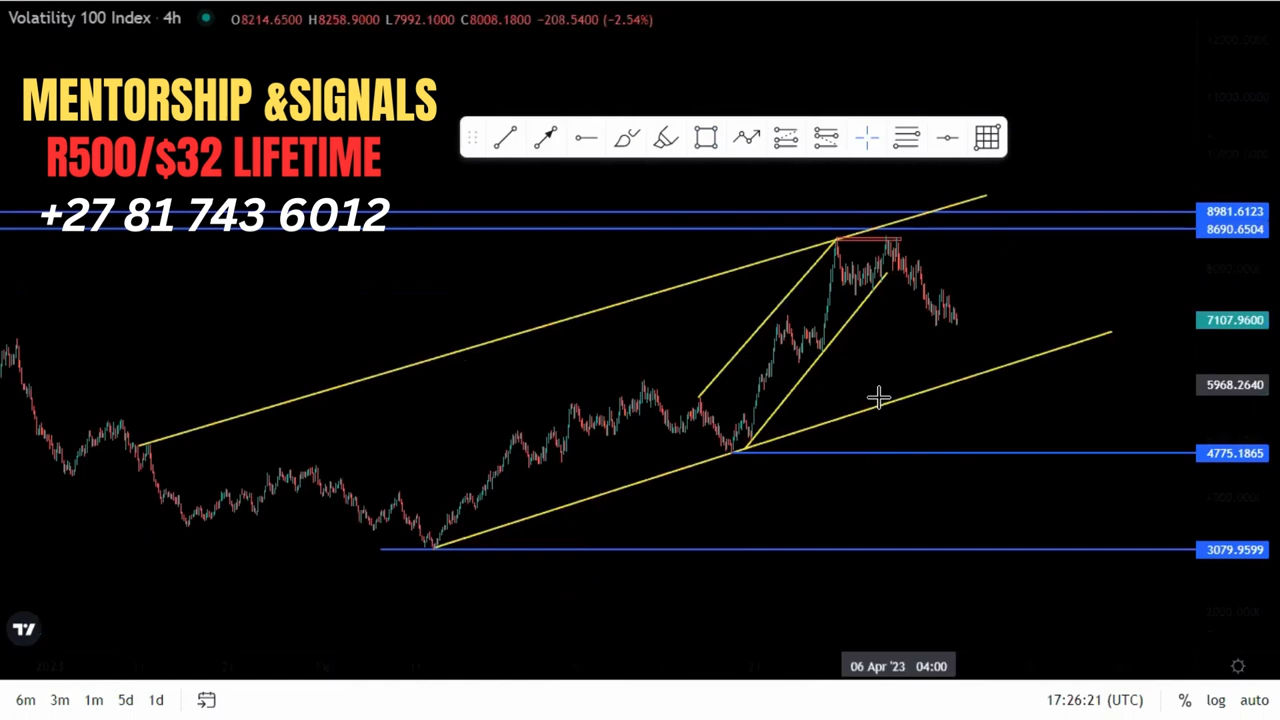 Volatility 100 Index · 4h O8214.6500 H8258.9000 L7992.1000 C8008.1800 −208.5400 (−2.54%)
MENTORSHIP &SIGNALS
R500/$32 LIFETIME
+27 81 743 6012
8981.6123
8690.6504
7107.9600
5968.2640
4775.1865
3079.9599
06 Apr '23 04:00
6m 3m 1m 5d 1d 17:26:21 (UTC) % log auto